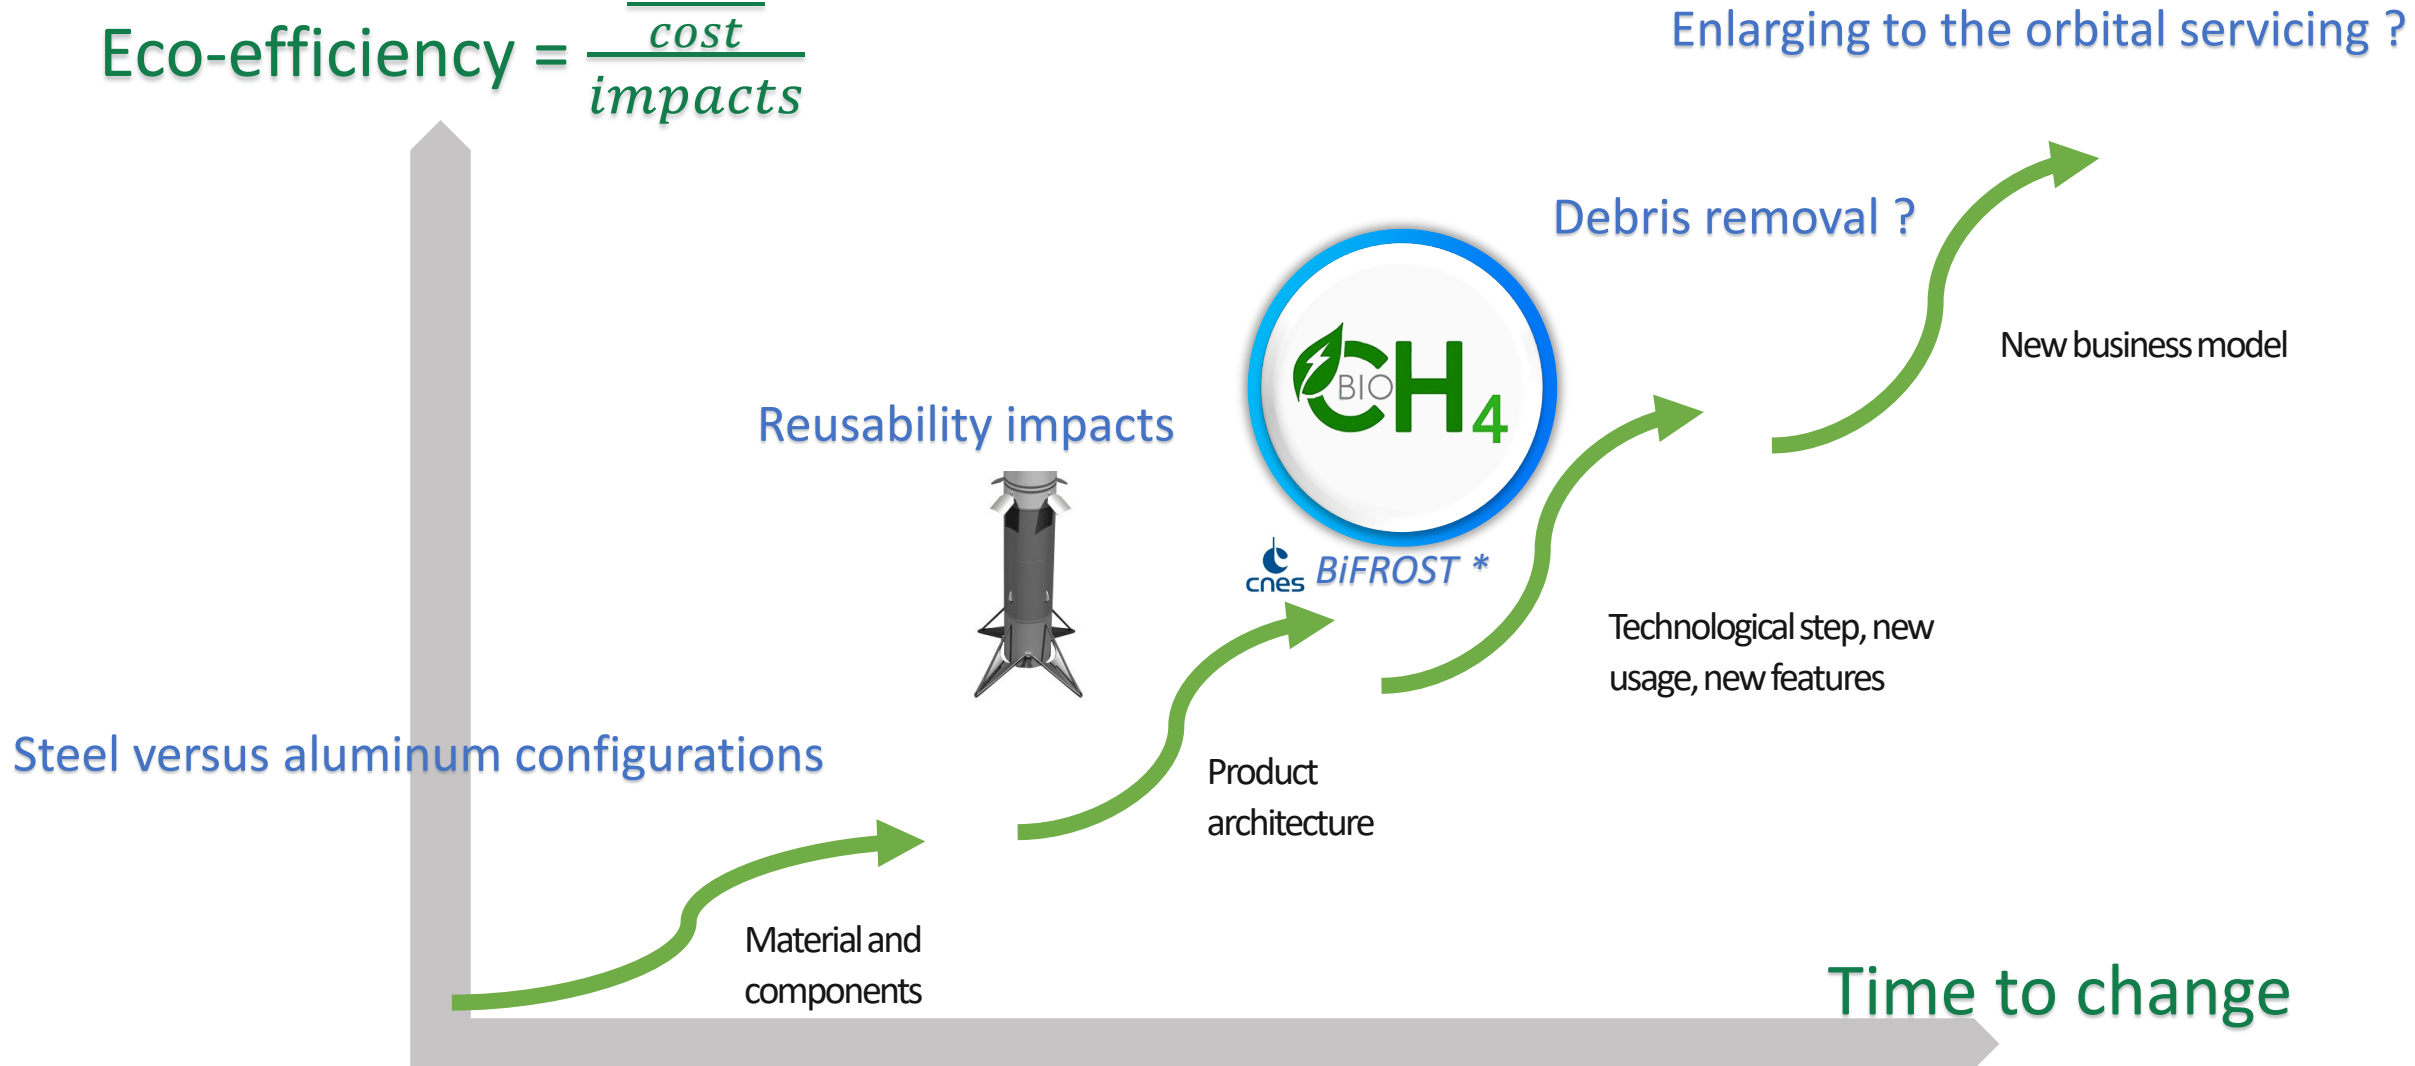 Eco-efficiency = cost / impacts
Enlarging to the orbital servicing ?
Debris removal ?
BIO
CH4
New business model
Reusability impacts
cnes
BiFROST *
Technological step, new
usage, new features
Steel versus aluminum configurations
Product
architecture
Material and
components
Time to change